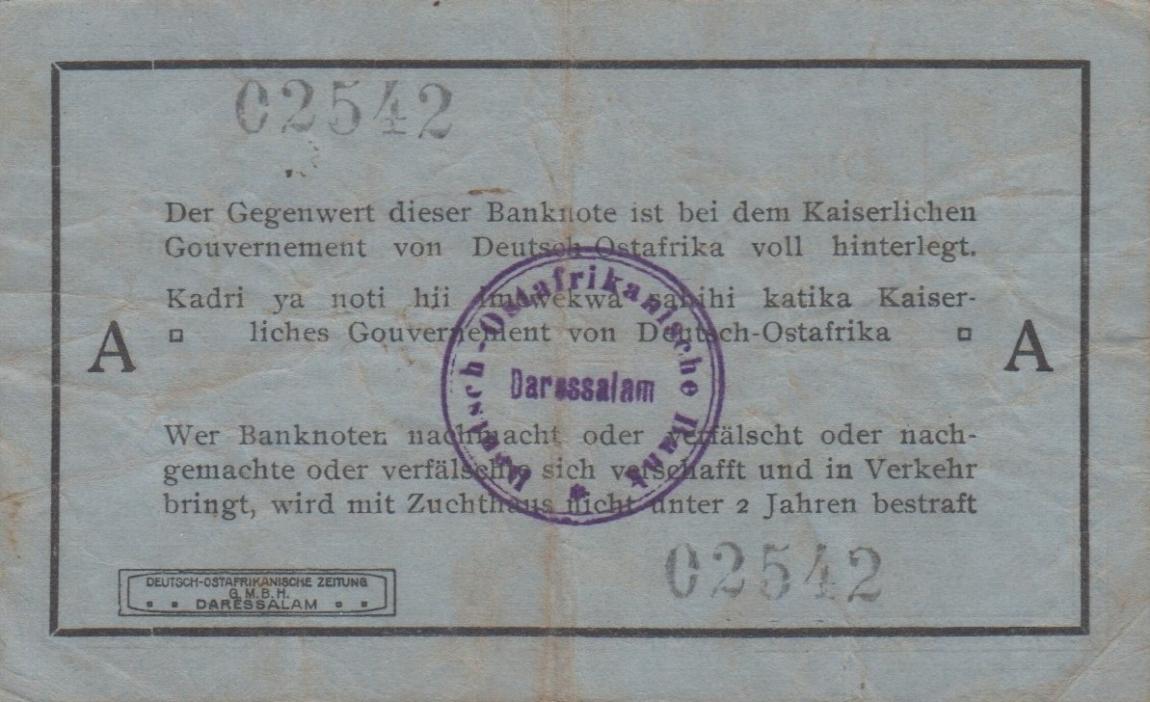 02542
Der Gegenwert dieser Banknote ist bei dem Kaiserlichen
Gouvernement von Deutsch-Ostafrika voll hinterlegt.
Kadri ya noti hii imewekwa sahihi katika Kaiser-
liches Gouvernement von Deutsch-Ostafrika
A
A
Deutsch-Ostafrikanische Bank
Daressalam
Wer Banknoten nachmacht oder verfälscht oder nach-
gemachte oder verfälschte sich verschafft und in Verkehr
bringt, wird mit Zuchthaus nicht unter 2 Jahren bestraft
02542
DEUTSCH-OSTAFRIKANISCHE ZEITUNG
G.M.B.H.
DARESSALAM